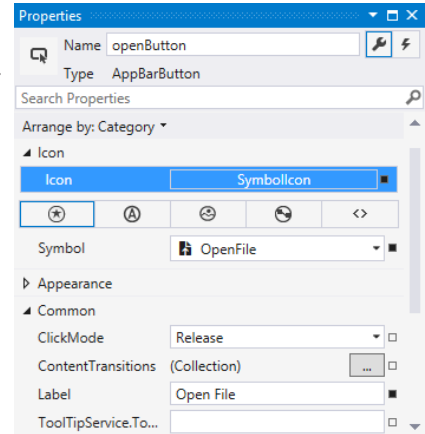 Properties
Name openButton
Type AppBarButton
Search Properties
Arrange by: Category
Icon
Icon SymbolIcon
Symbol OpenFile
Appearance
Common
ClickMode Release
ContentTransitions (Collection) ...
Label Open File
ToolTipService.To...